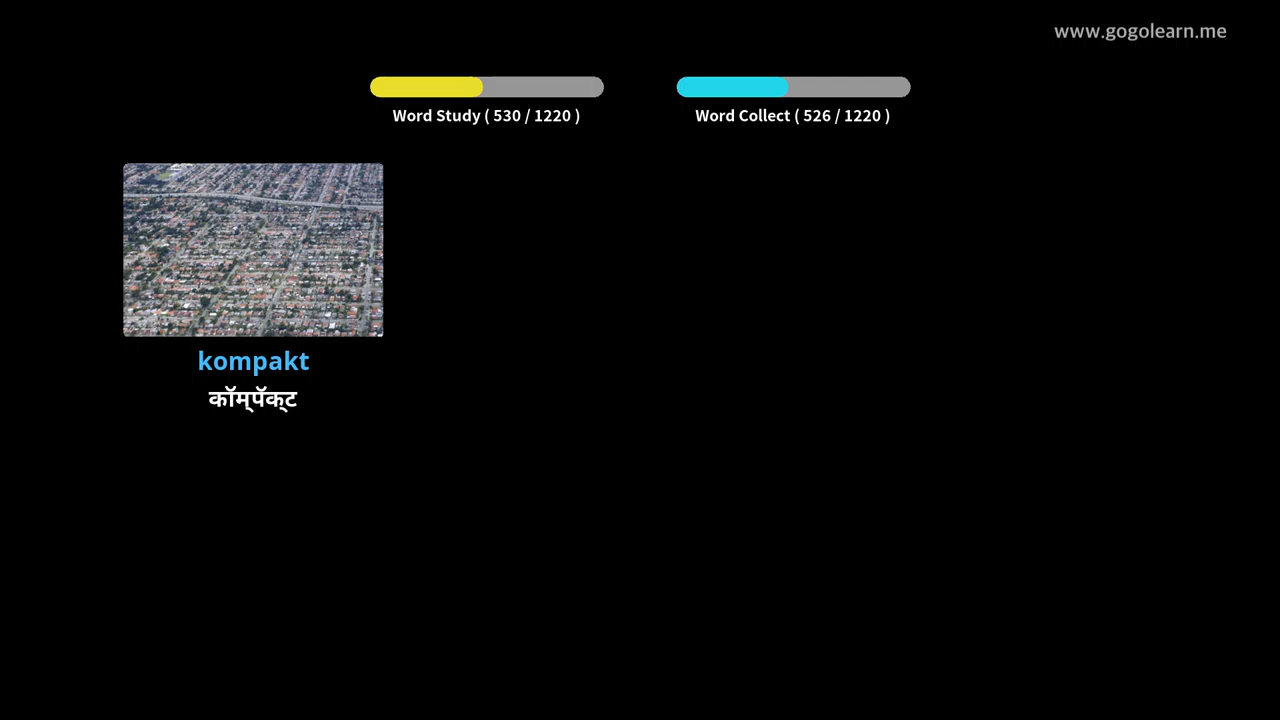 www.gogolearn.me
Word Study ( 530 / 1220 )
Word Collect ( 526 / 1220 )
kompakt
कॉम्पॅक्ट